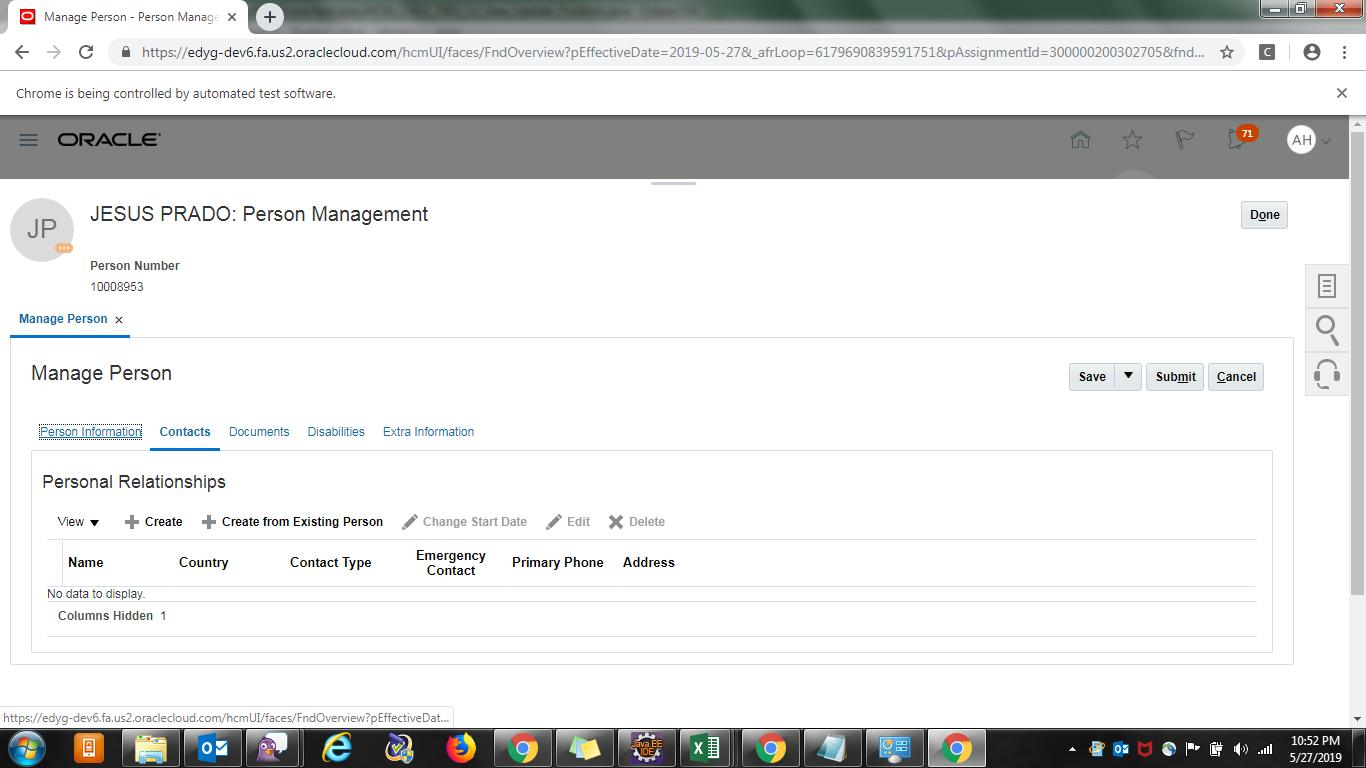 Manage Person - Person Manage
https://edyg-dev6.fa.us2.oraclecloud.com/hcmUI/faces/FndOverview?pEffectiveDate=2019-05-27&_afrLoop=6179690839591751&pAssignmentId=300000200302705&fnd...
Chrome is being controlled by automated test software.
ORACLE
71
AH
JP
JESUS PRADO: Person Management
Done
Person Number
10008953
Manage Person
Manage Person
Save
Submit
Cancel
Person Information
Contacts
Documents
Disabilities
Extra Information
Personal Relationships
View
Create
Create from Existing Person
Change Start Date
Edit
Delete
Name
Country
Contact Type
Emergency
Contact
Primary Phone
Address
No data to display.
Columns Hidden 1
https://edyg-dev6.fa.us2.oraclecloud.com/hcmUI/faces/FndOverview?pEffectiveDat...
Java EE
IDE
10:52 PM
5/27/2019